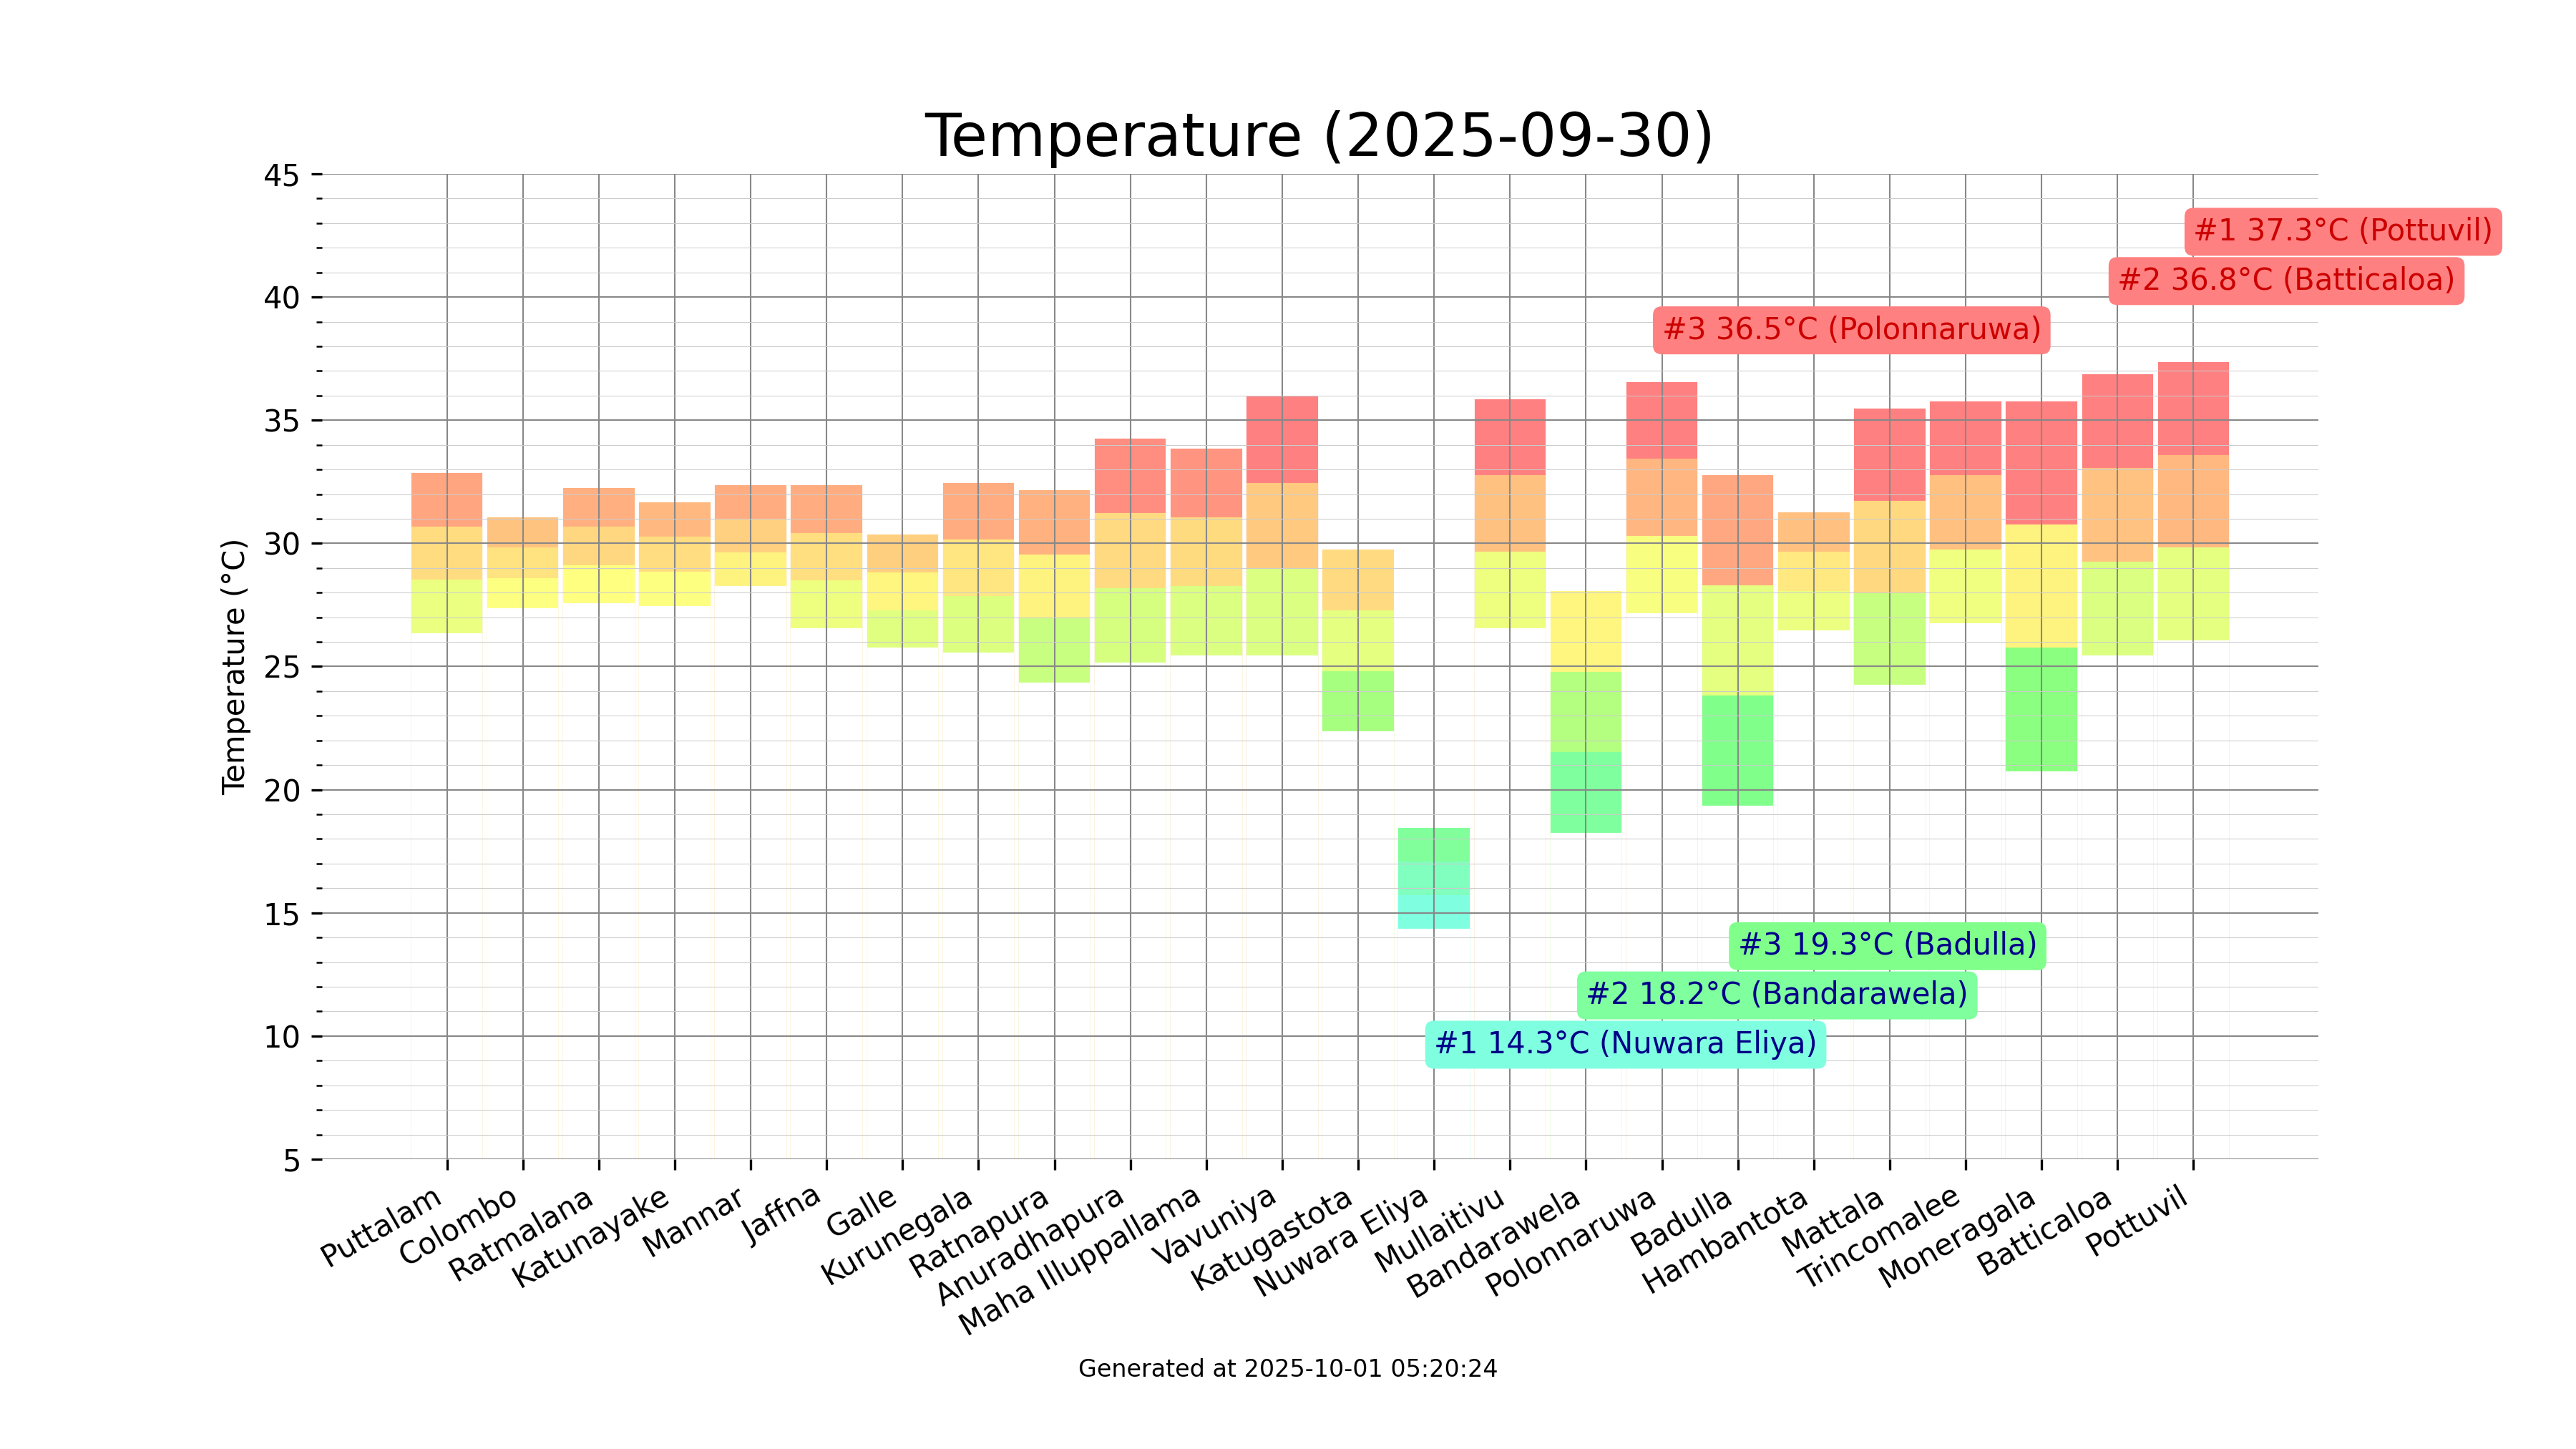 Temperature (2025-09-30)
45
40
35
30
25
20
15
10
5
Temperature (°C)
#1 37.3°C (Pottuvil)
#2 36.8°C (Batticaloa)
#3 36.5°C (Polonnaruwa)
#3 19.3°C (Badulla)
#2 18.2°C (Bandarawela)
#1 14.3°C (Nuwara Eliya)
Puttalam
Colombo
Ratmalana
Katunayake
Mannar
Jaffna
Galle
Kurunegala
Ratnapura
Anuradhapura
Maha Illuppallama
Vavuniya
Katugastota
Nuwara Eliya
Mullaitivu
Bandarawela
Polonnaruwa
Badulla
Hambantota
Mattala
Trincomalee
Moneragala
Batticaloa
Pottuvil
Generated at 2025-10-01 05:20:24